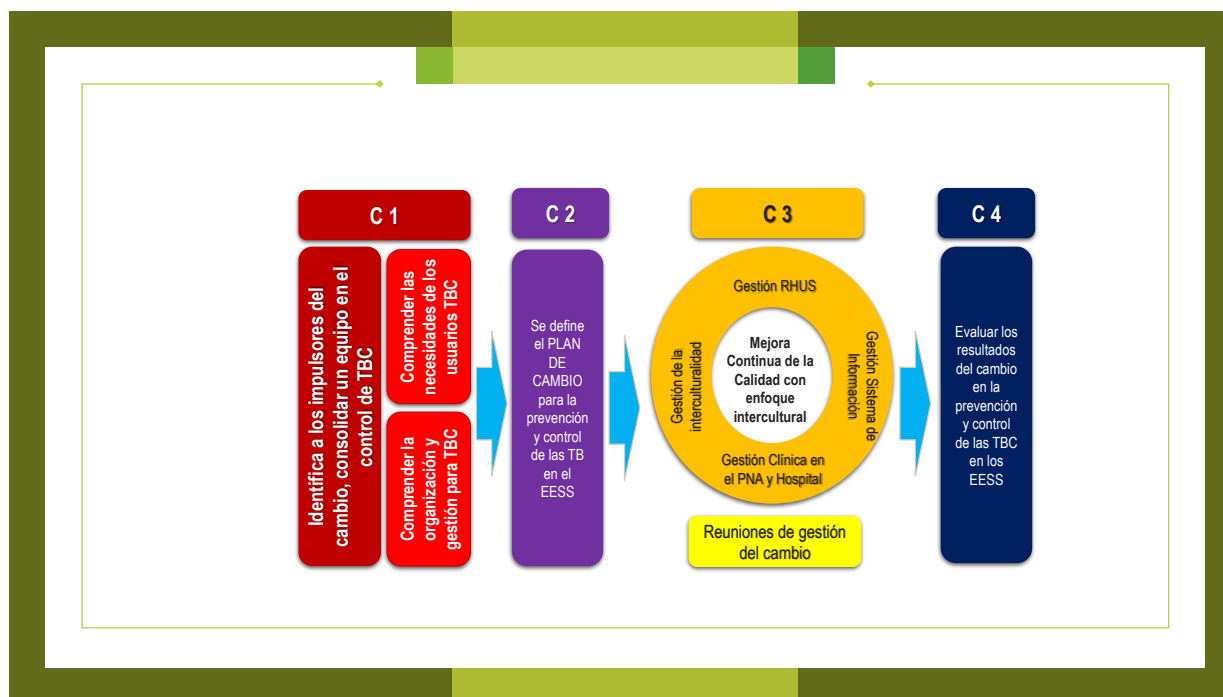 C 1
Identifica a los impulsores del
cambio, consolidar un equipo en el
control de TBC
Comprender las
necesidades de los
usuarios TBC
Comprender la
organización y
gestión para TBC
C 2
Se define
el PLAN
DE
CAMBIO
para la
prevención
y control
de las TB
en el
EESS
C 3
Gestión RHUS
Gestión de la
interculturalidad
Mejora
Continua de la
Calidad con
enfoque
intercultural
Gestión Sistema de
Información
Gestión Clínica en
el PNA y Hospital
Reuniones de gestión
del cambio
C 4
Evaluar los
resultados
del cambio
en la
prevención
y control
de las TBC
en los
EESS